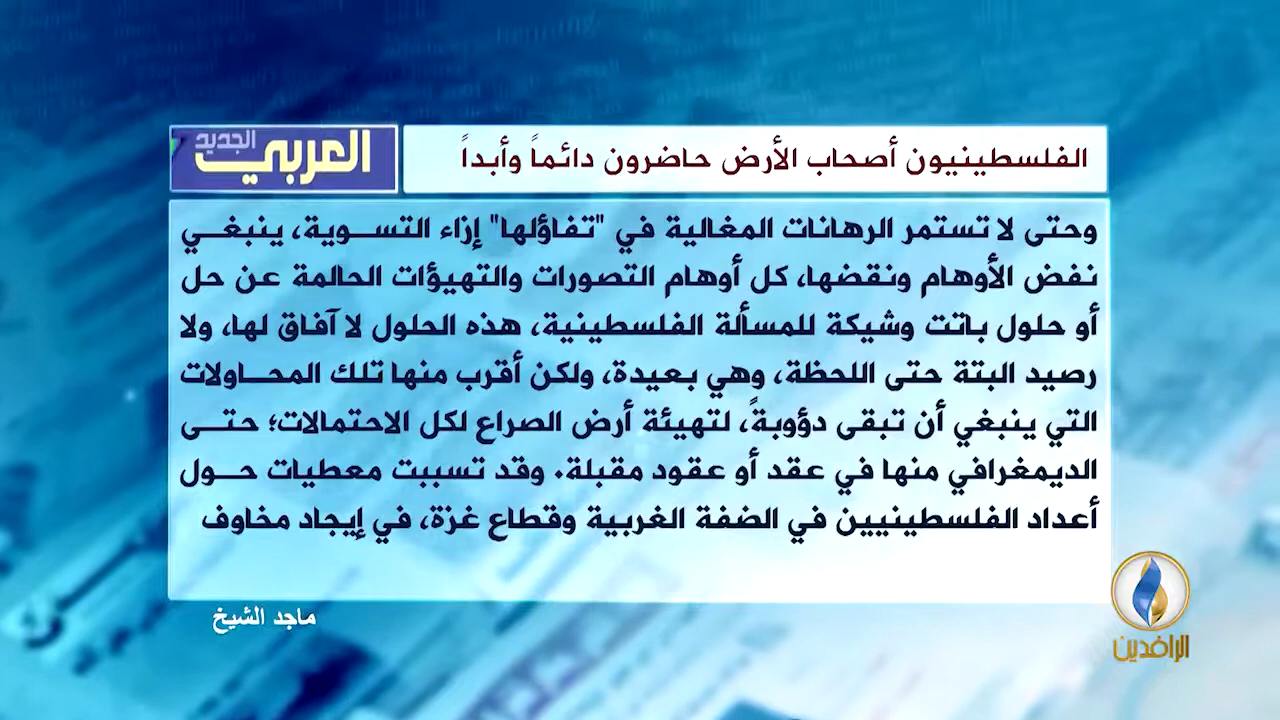 العربي الجديد
الفلسطينيون أصحاب الأرض حاضرون دائماً وأبداً
وحتى لا تستمر الرهانات المغالية في "تفاؤلها" إزاء التسوية، ينبغي
نفض الأوهام ونقضها، كل أوهام التصورات والتهيؤات الحالمة عن حل
أو حلول باتت وشيكة للمسألة الفلسطينية، هذه الحلول لا آفاق لها، ولا
رصيد البتة حتى اللحظة، وهي بعيدة، ولكن أقرب منها تلك المحاولات
التي ينبغي أن تبقى دؤوبةً، لتهيئة أرض الصراع لكل الاحتمالات؛ حتى
الديمغرافي منها في عقد أو عقود مقبلة. وقد تسببت معطيات حول
أعداد الفلسطينيين في الضفة الغربية وقطاع غزة، في إيجاد مخاوف
ماجد الشيخ
الرافدين